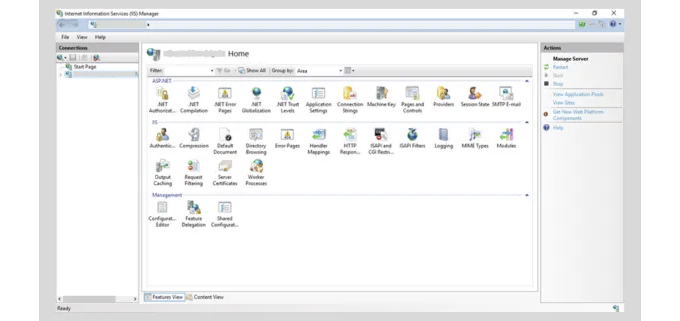 Internet Information Services (IIS) Manager
File View Help
Connections
Start Page
Home
Filter: Go Show All Group by: Area
ASP.NET
.NET Authorizat... .NET Compilation .NET Error Pages .NET Globalization .NET Trust Levels Application Settings Connection Strings Machine Key Pages and Controls Providers Session State SMTP E-mail
IIS
Authentic... Compression Default Document Directory Browsing Error Pages Handler Mappings HTTP Respon... ISAPI and CGI Restri... ISAPI Filters Logging MIME Types Modules
Output Caching Request Filtering Server Certificates Worker Processes
Management
Configurat... Editor Feature Delegation Shared Configurat...
Features View Content View
Ready
Actions
Manage Server
Restart
Start
Stop
View Application Pools
View Sites
Get New Web Platform
Components
Help